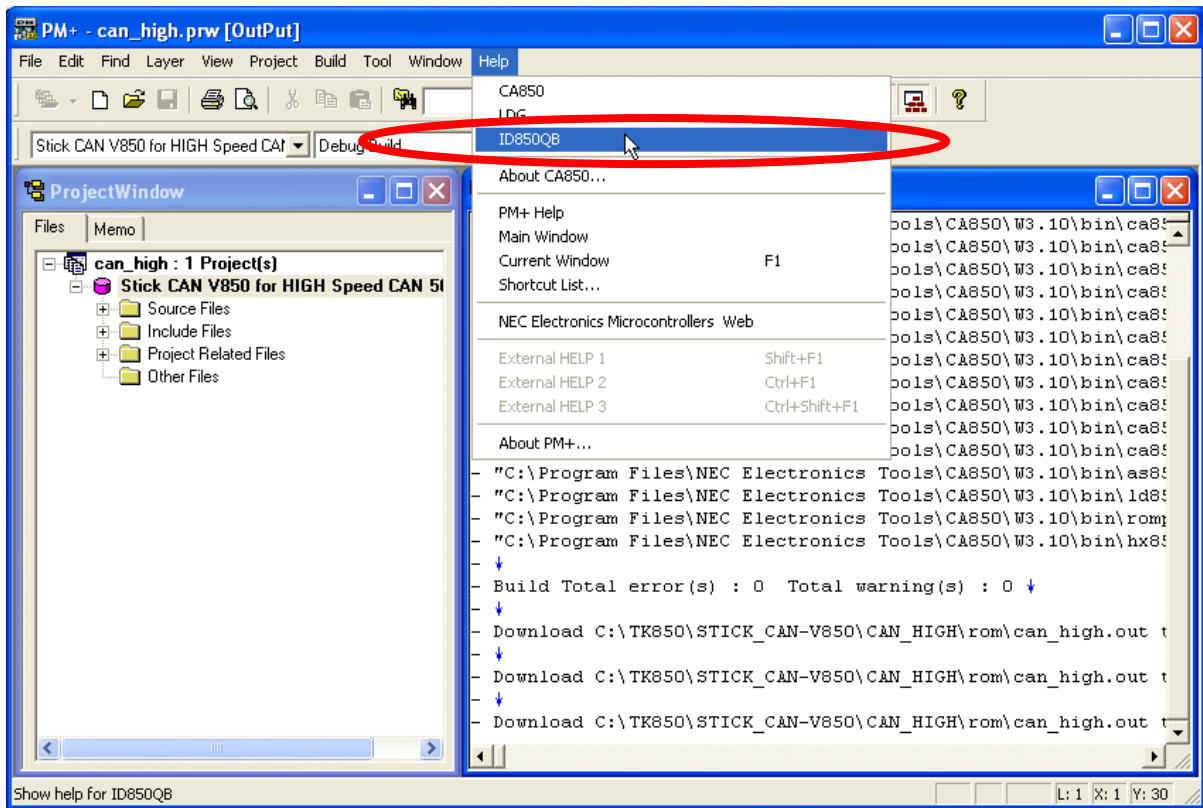 PM+ - can_high.prw [OutPut]
File Edit Find Layer View Project Build Tool Window Help
Stick CAN V850 for HIGH Speed CAN Debug Build
CA850
LDG
ID850QB
About CA850...
PM+ Help
Main Window
Current Window F1
Shortcut List...
NEC Electronics Microcontrollers Web
External HELP 1 Shift+F1
External HELP 2 Ctrl+F1
External HELP 3 Ctrl+Shift+F1
About PM+...
ProjectWindow
Files Memo
can_high : 1 Project(s)
Stick CAN V850 for HIGH Speed CAN 5
Source Files
Include Files
Project Related Files
Other Files
ools\CA850\W3.10\bin\ca85
ools\CA850\W3.10\bin\ca85
ools\CA850\W3.10\bin\ca85
ools\CA850\W3.10\bin\ca85
ools\CA850\W3.10\bin\ca85
ools\CA850\W3.10\bin\ca85
ools\CA850\W3.10\bin\ca85
ools\CA850\W3.10\bin\ca85
ools\CA850\W3.10\bin\ca85
ools\CA850\W3.10\bin\ca85
ools\CA850\W3.10\bin\ca85
- "C:\Program Files\NEC Electronics Tools\CA850\W3.10\bin\as85
- "C:\Program Files\NEC Electronics Tools\CA850\W3.10\bin\ld85
- "C:\Program Files\NEC Electronics Tools\CA850\W3.10\bin\romp
- "C:\Program Files\NEC Electronics Tools\CA850\W3.10\bin\hx85
- ↓
- Build Total error(s) : 0 Total warning(s) : 0 ↓
- ↓
- Download C:\TK850\STICK_CAN-V850\CAN_HIGH\rom\can_high.out t
- ↓
- Download C:\TK850\STICK_CAN-V850\CAN_HIGH\rom\can_high.out t
- ↓
- Download C:\TK850\STICK_CAN-V850\CAN_HIGH\rom\can_high.out t
Show help for ID850QB
L: 1 X: 1 Y: 30